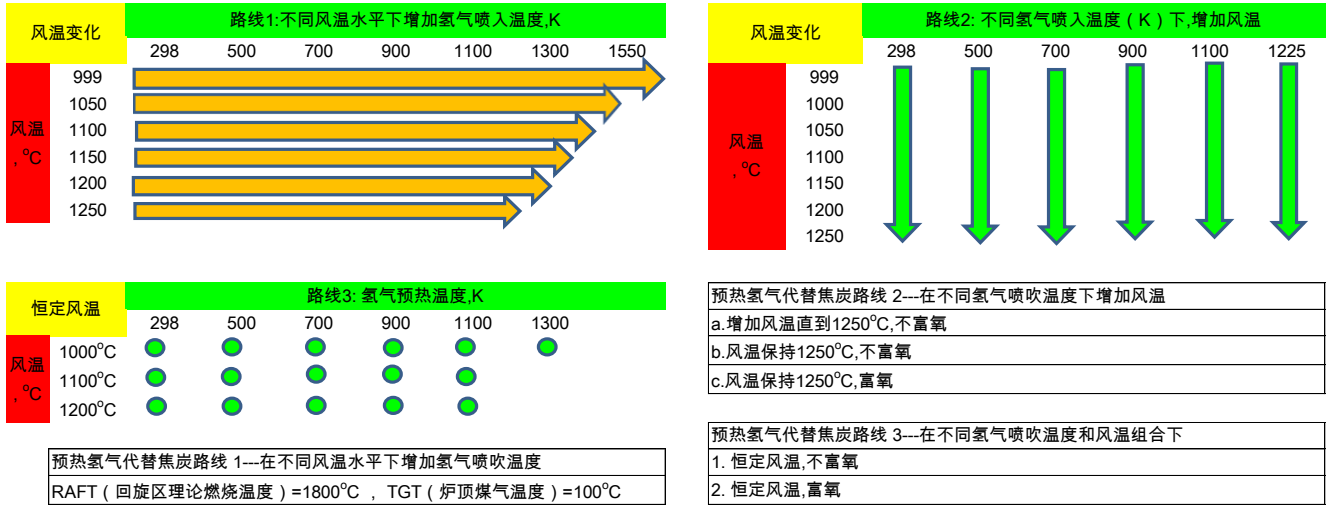 风温变化
路线1:不同风温水平下增加氢气喷入温度,K
298 500 700 900 1100 1300 1550
风温
, °C
999
1050
1100
1150
1200
1250
风温变化
路线2: 不同氢气喷入温度（K）下,增加风温
298 500 700 900 1100 1225
风温
, °C
999
1000
1050
1100
1150
1200
1250
恒定风温
路线3: 氢气预热温度,K
298 500 700 900 1100 1300
风温
, °C
1000°C
1100°C
1200°C
预热氢气代替焦炭路线 1---在不同风温水平下增加氢气喷吹温度
RAFT（回旋区理论燃烧温度）=1800°C ，TGT（炉顶煤气温度）=100°C
预热氢气代替焦炭路线 2---在不同氢气喷吹温度下增加风温
a.增加风温直到1250°C,不富氧
b.风温保持1250°C,不富氧
c.风温保持1250°C,富氧
预热氢气代替焦炭路线 3---在不同氢气喷吹温度和风温组合下
1. 恒定风温,不富氧
2. 恒定风温,富氧